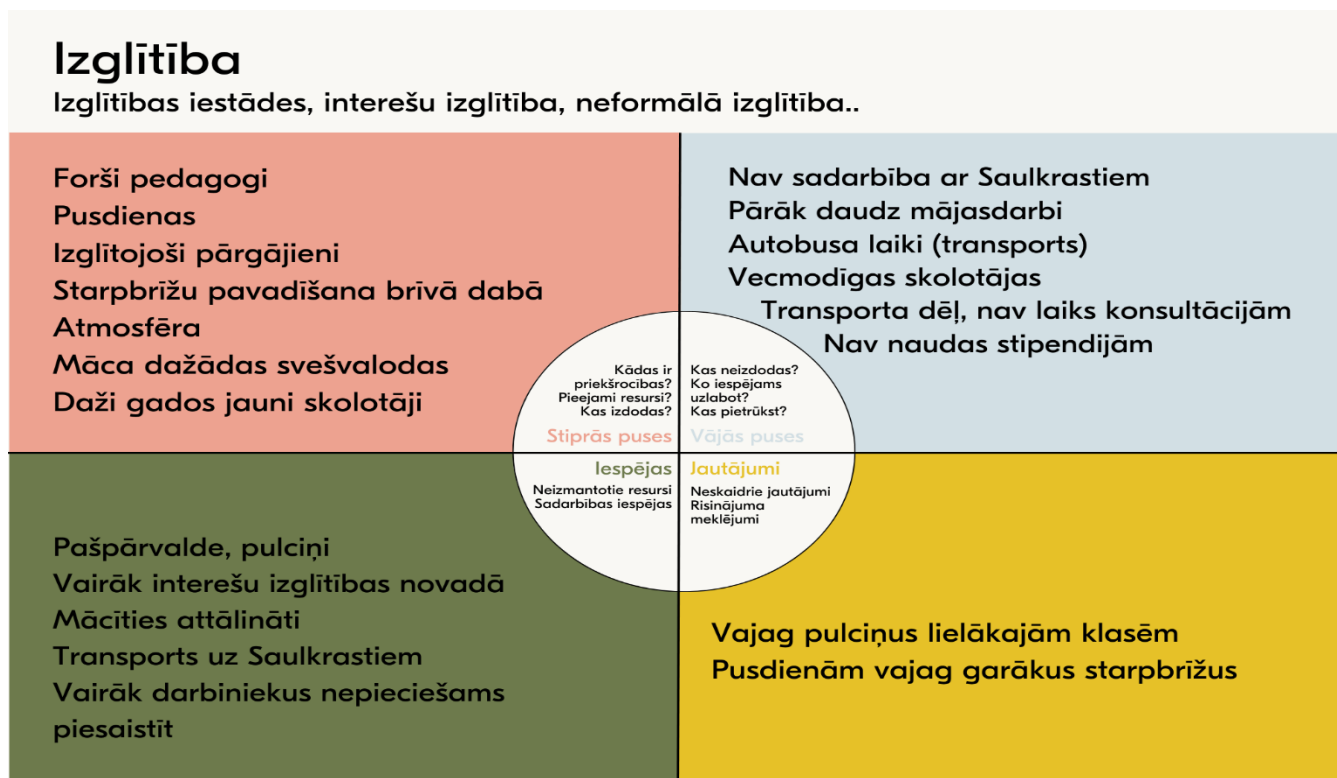 Izglītība
Izglītības iestādes, interešu izglītība, neformālā izglītība..
Forši pedagogi
Pusdienas
Izglītojoši pārgājieni
Starpbrīžu pavadīšana brīvā dabā
Atmosfēra
Māca dažādas svešvalodas
Daži gados jauni skolotāji
Nav sadarbība ar Saulkrastiem
Pārāk daudz mājasdarbi
Autobusa laiki (transports)
Vecmodīgas skolotājas
Transporta dēļ, nav laiks konsultācijām
Nav naudas stipendijām
Kādas ir
priekšrocības?
Pieejami resursi?
Kas izdodas?
Stiprās puses
Kas neizdodas?
Ko iespējams
uzlabot?
Kas pietrūkst?
Vājās puses
Iespējas
Neizmantotie resursi
Sadarbības iespējas
Jautājumi
Neskaidrie jautājumi
Risinājuma
meklējumi
Pašpārvalde, pulciņi
Vairāk interešu izglītības novadā
Mācīties attālināti
Transports uz Saulkrastiem
Vairāk darbiniekus nepieciešams
piesaistīt
Vajag pulciņus lielākajām klasēm
Pusdienām vajag garākus starpbrīžus